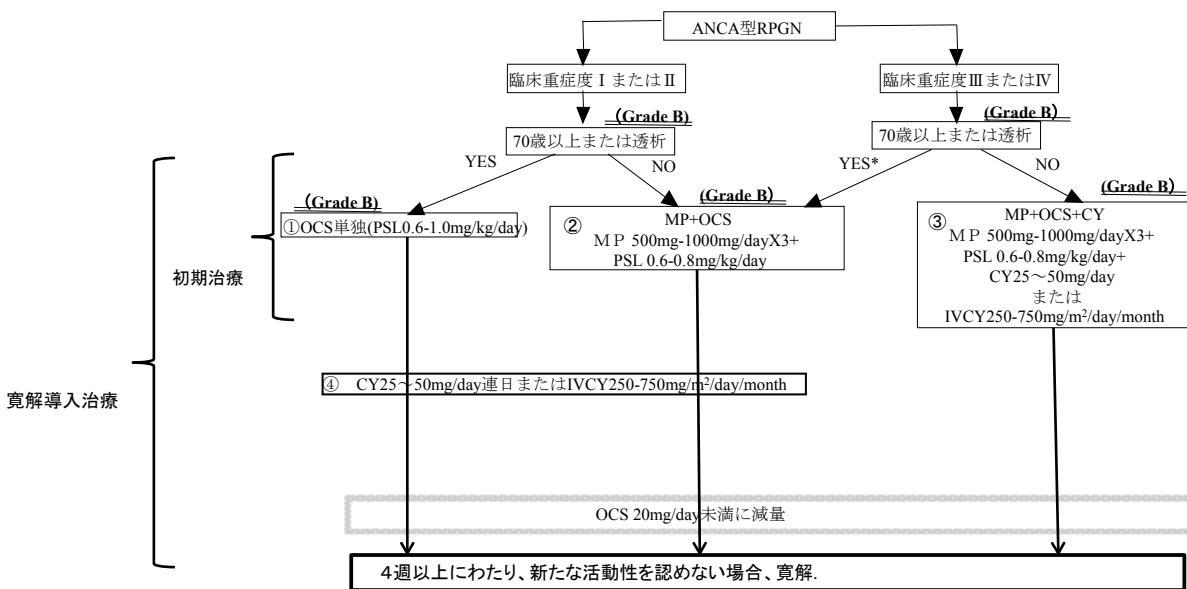 ANCA型RPGN
臨床重症度ⅠまたはⅡ
臨床重症度ⅢまたはⅣ
(Grade B)
(Grade B)
70歳以上または透析
70歳以上または透析
YES
NO
YES*
NO
(Grade B)
(Grade B)
(Grade B)
①OCS単独(PSL0.6-1.0mg/kg/day)
②
MP+OCS
ＭＰ 500mg-1000mg/dayX3+
PSL 0.6-0.8mg/kg/day
③
MP+OCS+CY
ＭＰ 500mg-1000mg/dayX3+
PSL 0.6-0.8mg/kg/day+
CY25～50mg/day
または
IVCY250-750mg/m²/day/month
初期治療
④ CY25～50mg/day連日またはIVCY250-750mg/m²/day/month
寛解導入治療
OCS 20mg/day未満に減量
４週以上にわたり、新たな活動性を認めない場合、寛解.